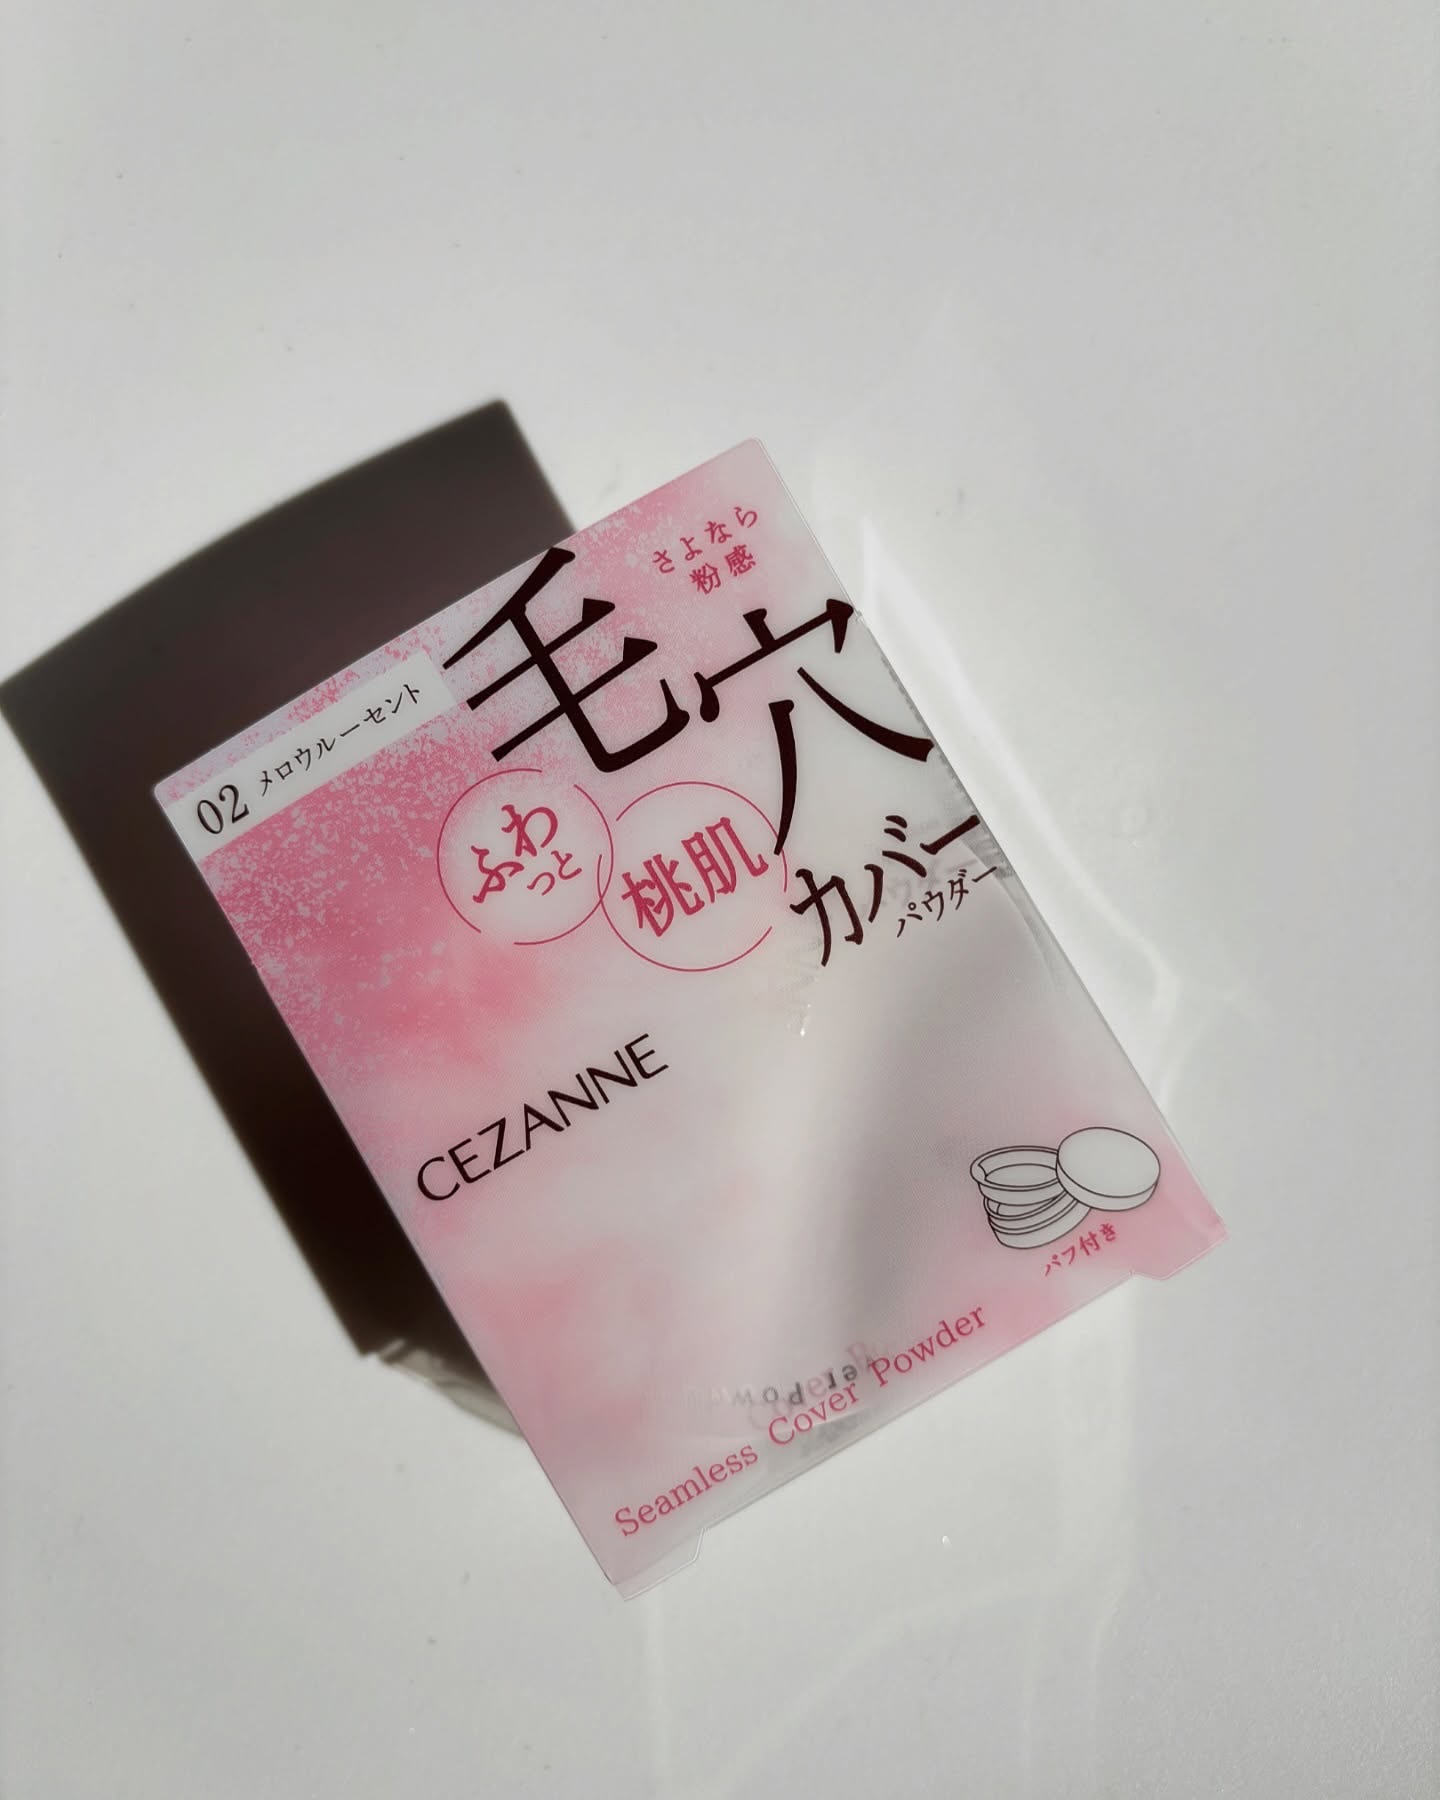 さよなら
粉感
毛穴
カバー
パウダー
02 メロウルーセント
ふわ
っと
桃肌
CEZANNE
パフ付き
Seamless Cover Powder